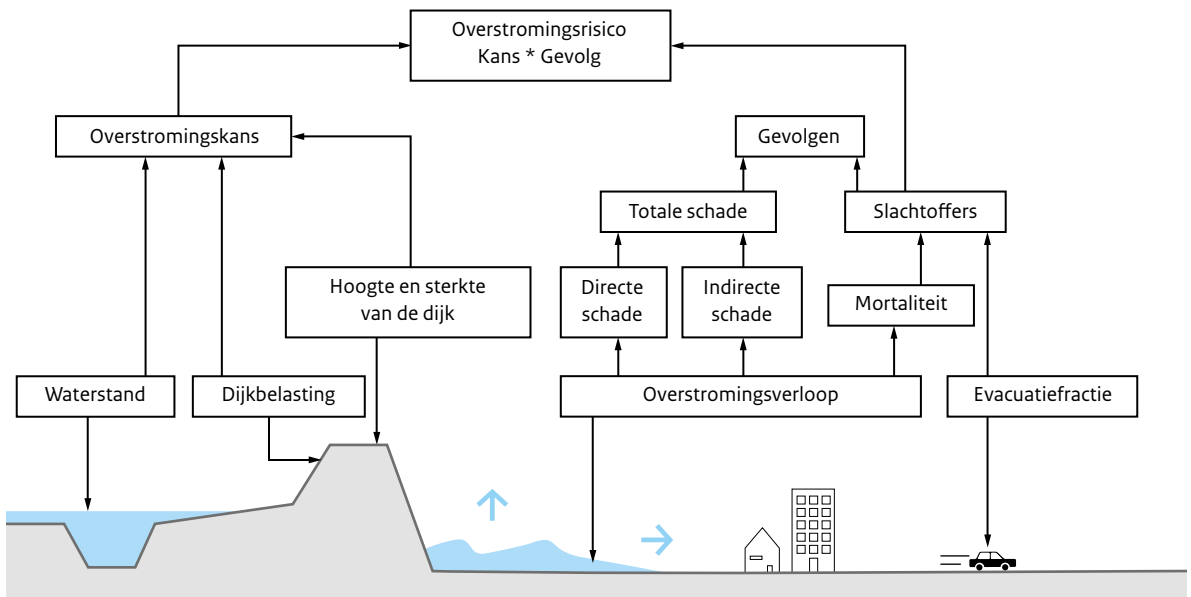 Overstromingsrisico
Kans * Gevolg
Overstromingskans
Gevolgen
Totale schade
Slachtoffers
Hoogte en sterkte
van de dijk
Directe
schade
Indirecte
schade
Mortaliteit
Waterstand
Dijkbelasting
Overstromingsverloop
Evacuatiefractie